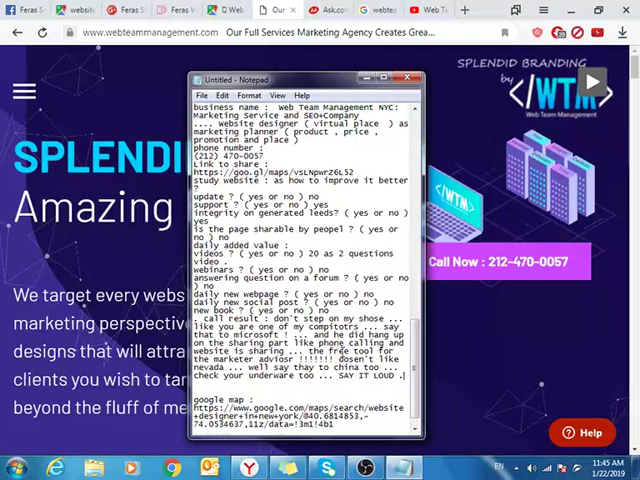 Feras S
website
Feras S
Feras W
W Web
Our
Ask.com
webtes
Web Te
www.webteammanagement.com   Our Full Services Marketing Agency Creates Grea...
SPLENDID BRANDING
by
</WTM
Web Team Management
SPLENDI
Amazing
Call Now : 212-470-0057
We target every webs
marketing perspective
designs that will attra
clients you wish to ta
beyond the fluff of me
Untitled - Notepad
File Edit Format View Help
business name :  Web Team Management NYC:
Marketing Service and SEO+Company
.... Website designer ( virtual place  ) as
marketing planner ( product , price ,
promotion and place )
phone number :
(212) 470-0057
Link to share :
https://goo.gl/maps/vsLNpwrZ6L52
study website : as how to improve it better
?
update ? ( yes or no ) no
support ? ( yes or no ) yes
integrity on generated leeds? ( yes or no )
yes
is the page sharable by peopel ? ( yes or
no ) no
daily added value :
videos ? ( yes or no ) 20 as 2 questions
video .
webinars ? ( yes or no ) no
answering question on a forum ? ( yes or
no ) no
daily new webpage ? ( yes or no ) no
daily new social post ? ( yes or no ) no
new book ? ( yes or no ) no
. call result : don't step on my shose ...
like you are one of my compitotrs ... say
that to microsoft ! ... and he did hang up
on the sharing part like phone calling and
website is sharing ... the free tool for
the marketer adviosr !!!!!!! dosen't like
nevada ... well say thay to china too ...
check your underware too ... SAY IT LOUD .
google map :
https://www.google.com/maps/search/website
+designer+in+new+york/@40.6814853,-
74.0534637,11z/data=!3m1!4b1
Help
EN
11:45 AM
1/22/2019